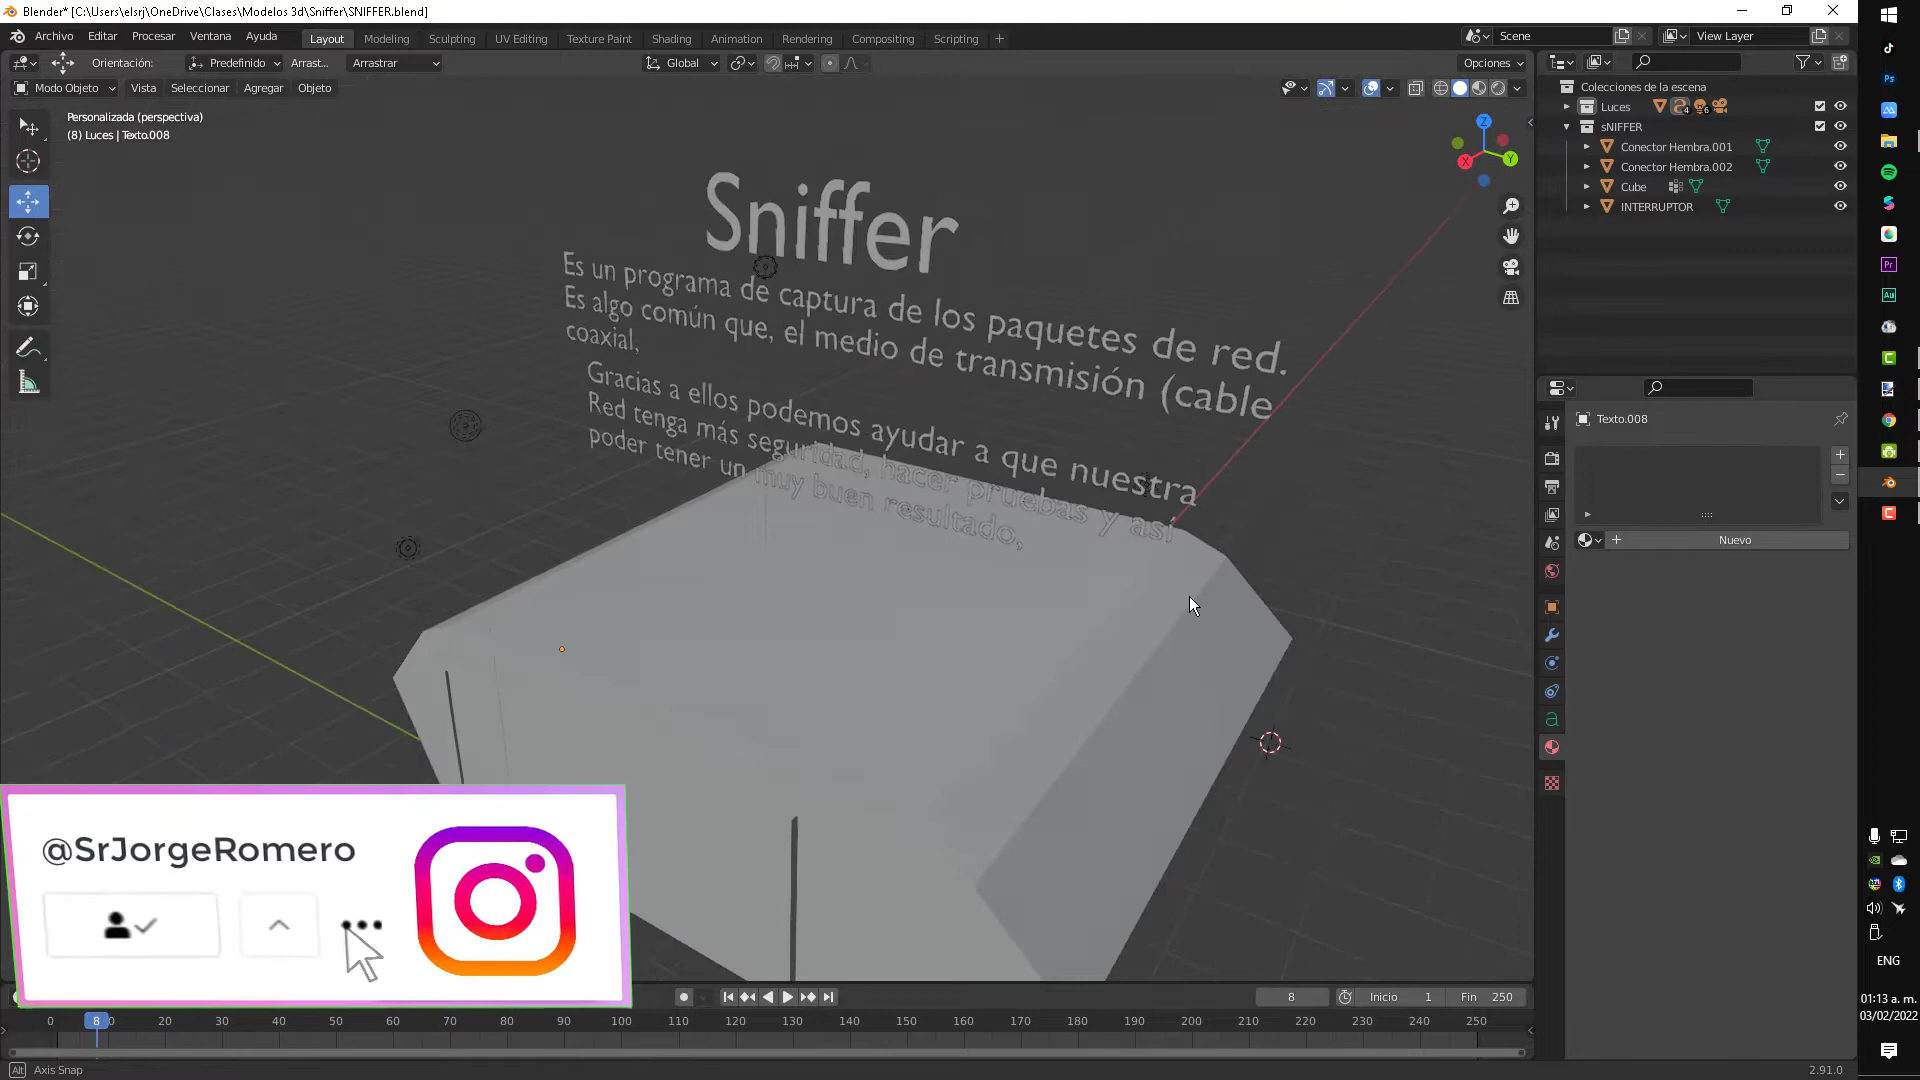 Blender* [C:\Users\elsrj\OneDrive\Clases\Modelos 3d\Sniffer\SNIFFER.blend]
Archivo Editar Procesar Ventana Ayuda Layout Modeling Sculpting UV Editing Texture Paint Shading Animation Rendering Compositing Scripting + Scene View Layer
Orientación: Predefinido Arrast... Arrastrar Global Opciones
Modo Objeto Vista Seleccionar Agregar Objeto
Personalizada (perspectiva)
(8) Luces | Texto.008
Colecciones de la escena
Luces 4 6
sNIFFER
Conector Hembra.001
Conector Hembra.002
Cube
INTERRUPTOR
Z
X Y
Sniffer
Es un programa de captura de los paquetes de red.
Es algo común que, el medio de transmisión (cable
coaxial,
Gracias a ellos podemos ayudar a que nuestra
Red tenga más seguridad, hacer pruebas y así
poder tener un muy buen resultado,
Texto.008
+ Nuevo
@SrJorgeRomero
8 Inicio 1 Fin 250
0 8 20 30 40 50 60 70 80 90 100 110 120 130 140 150 160 170 180 190 200 210 220 230 240 250
Alt Axis Snap 2.91.0
Ps
Pr
Au
ENG
01:13 a. m.
03/02/2022